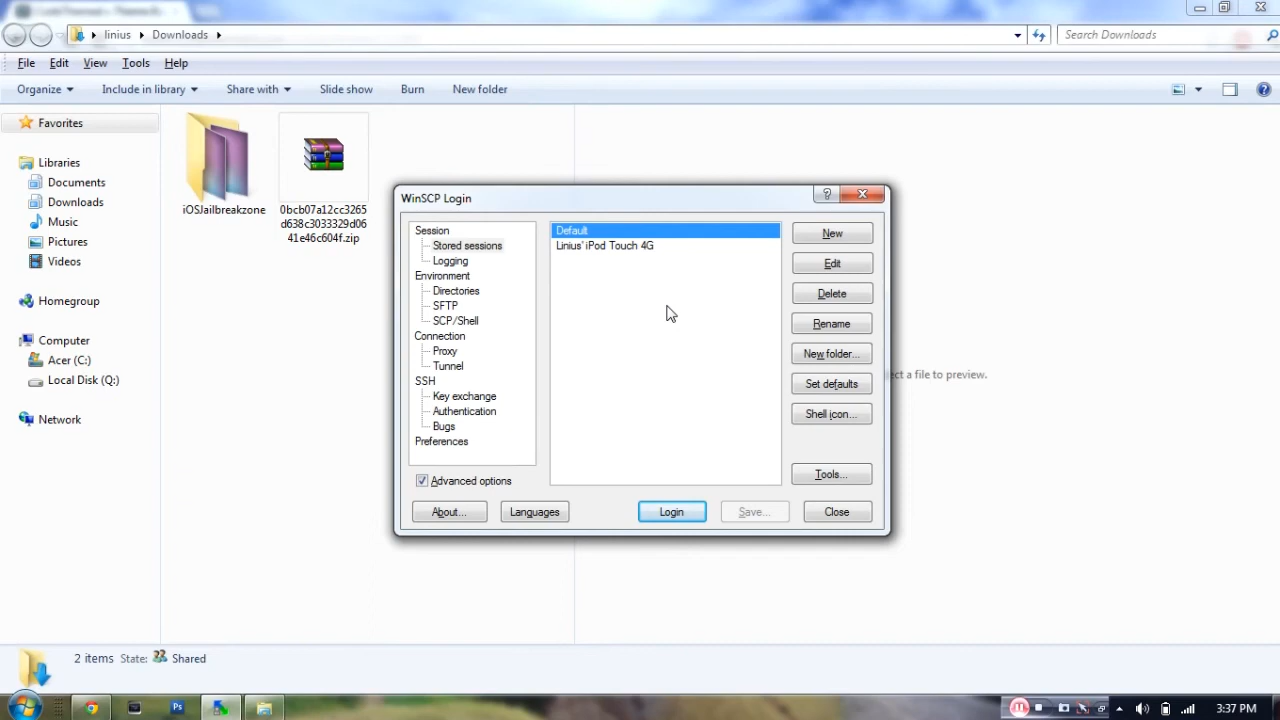 linius
Downloads
Search Downloads
File
Edit
View
Tools
Help
Organize
Include in library
Share with
Slide show
Burn
New folder
Favorites
Libraries
Documents
Downloads
Music
Pictures
Videos
Homegroup
Computer
Acer (C:)
Local Disk (Q:)
Network
iOSJailbreakzone
0bcb07a12cc3265
d638c3033329d06
41e46c604f.zip
WinSCP Login
Session
Stored sessions
Logging
Environment
Directories
SFTP
SCP/Shell
Connection
Proxy
Tunnel
SSH
Key exchange
Authentication
Bugs
Preferences
Advanced options
Default
Linius' iPod Touch 4G
New
Edit
Delete
Rename
New folder...
Set defaults
Shell icon...
Tools...
About...
Languages
Login
Save...
Close
a file to preview.
2 items State: Shared
3:37 PM